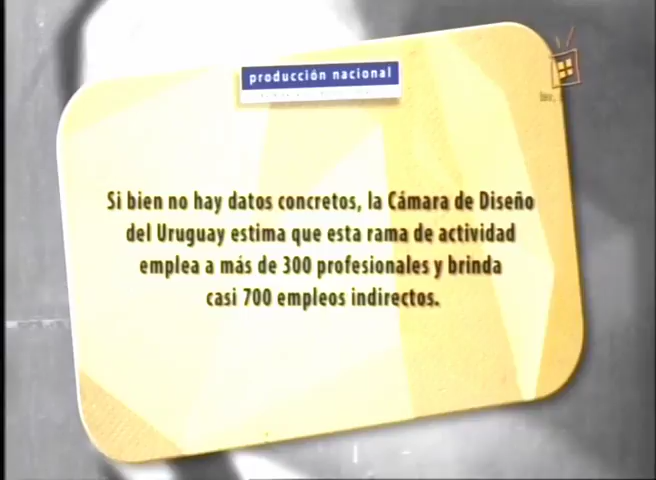 producción nacional
Si bien no hay datos concretos, la Cámara de Diseño
del Uruguay estima que esta rama de actividad
emplea a más de 300 profesionales y brinda
casi 700 empleos indirectos.